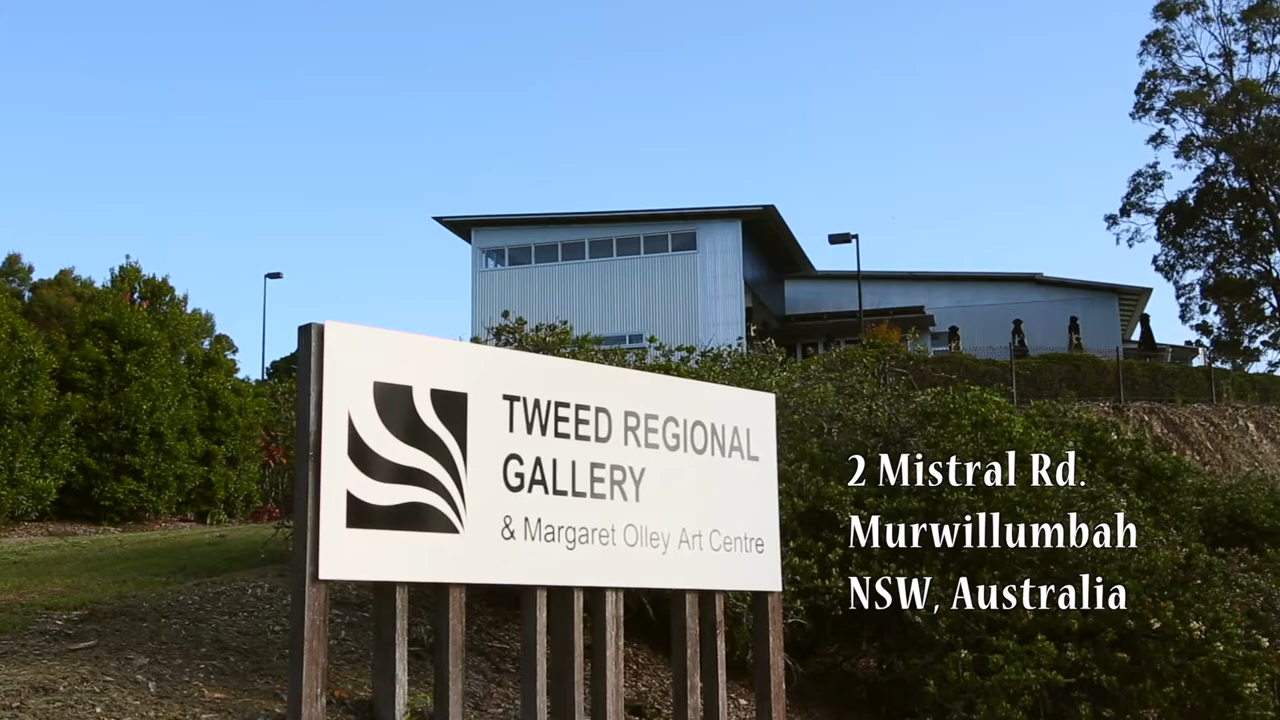 TWEED REGIONAL
GALLERY
& Margaret Olley Art Centre
2 Mistral Rd.
Murwillumbah
NSW, Australia